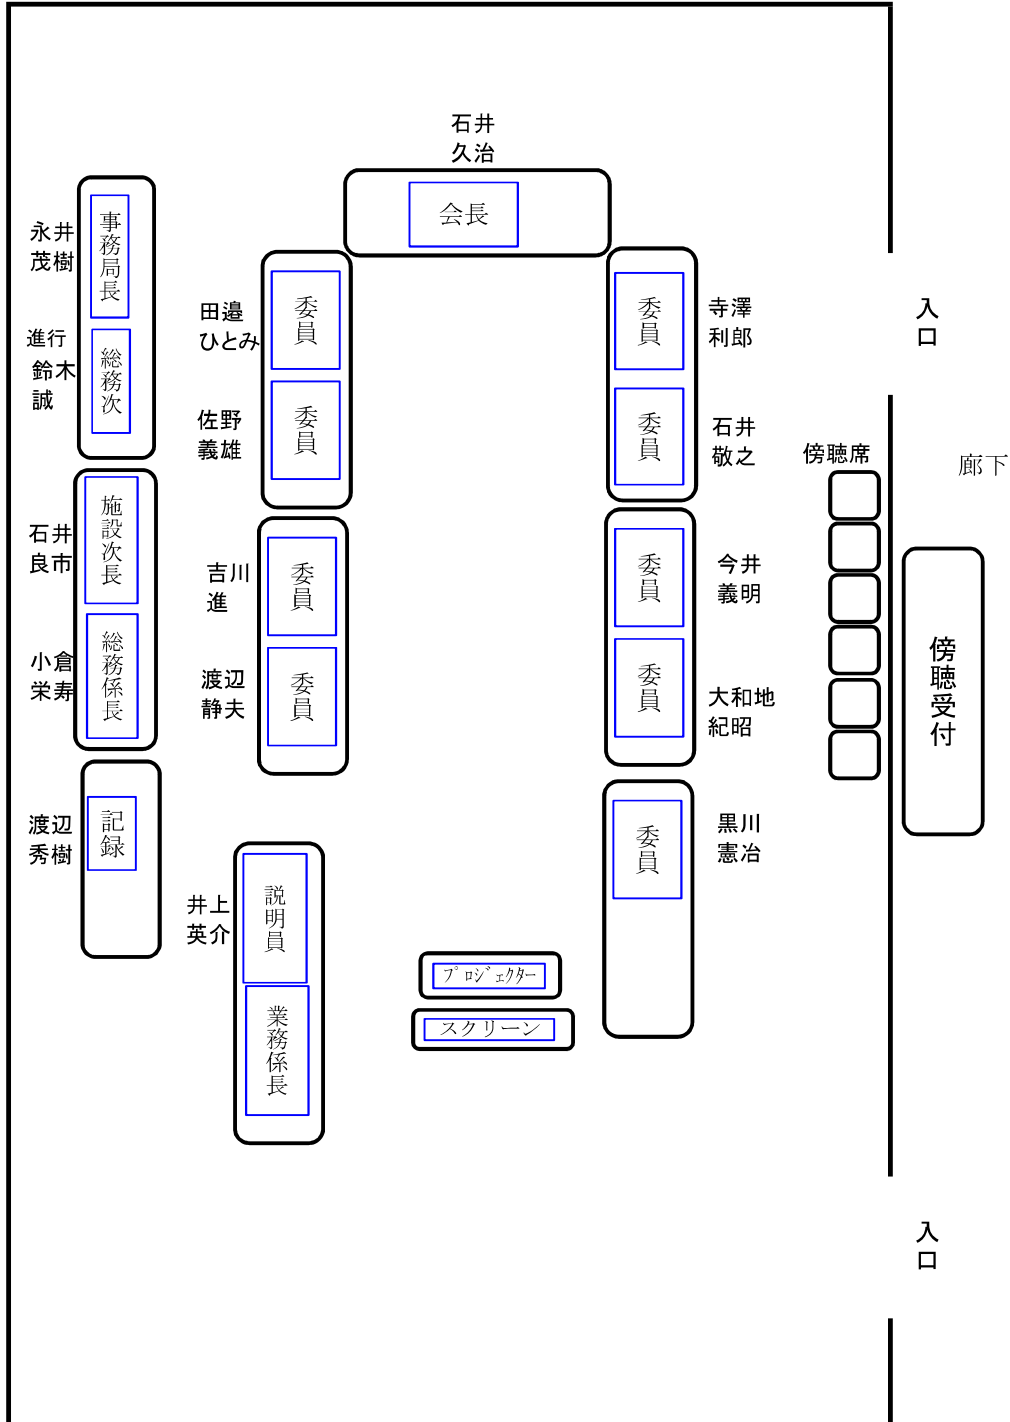 石井
久治
会長
永井
茂樹
事務局長
進行
鈴木
誠
総務次
田邉
ひとみ
委員
佐野
義雄
委員
寺澤
利郎
委員
石井
敬之
委員
入
口
傍聴席
廊下
石井
良市
施設次長
小倉
栄寿
総務係長
吉川
進
委員
渡辺
静夫
委員
今井
義明
委員
大和地
紀昭
委員
傍聴受付
渡辺
秀樹
記録
井上
英介
説明員
業務係長
黒川
憲治
委員
プロジェクター
スクリーン
入
口